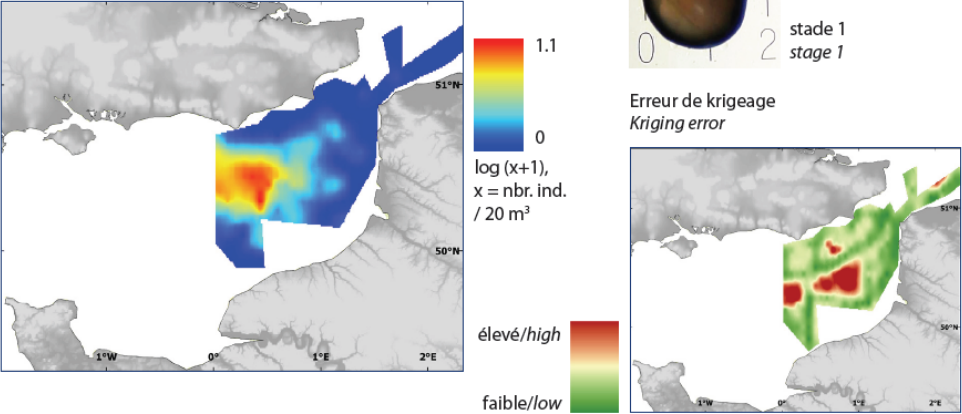 51°N
50°N
1°W
0°
1°E
2°E
1.1
0
log (x+1),
x = nbr. ind.
/ 20 m³
0
1
2
stade 1
stage 1
Erreur de krigeage
Kriging error
51°N
50°N
1°W
0°
1°E
2°E
élevé/high
faible/low